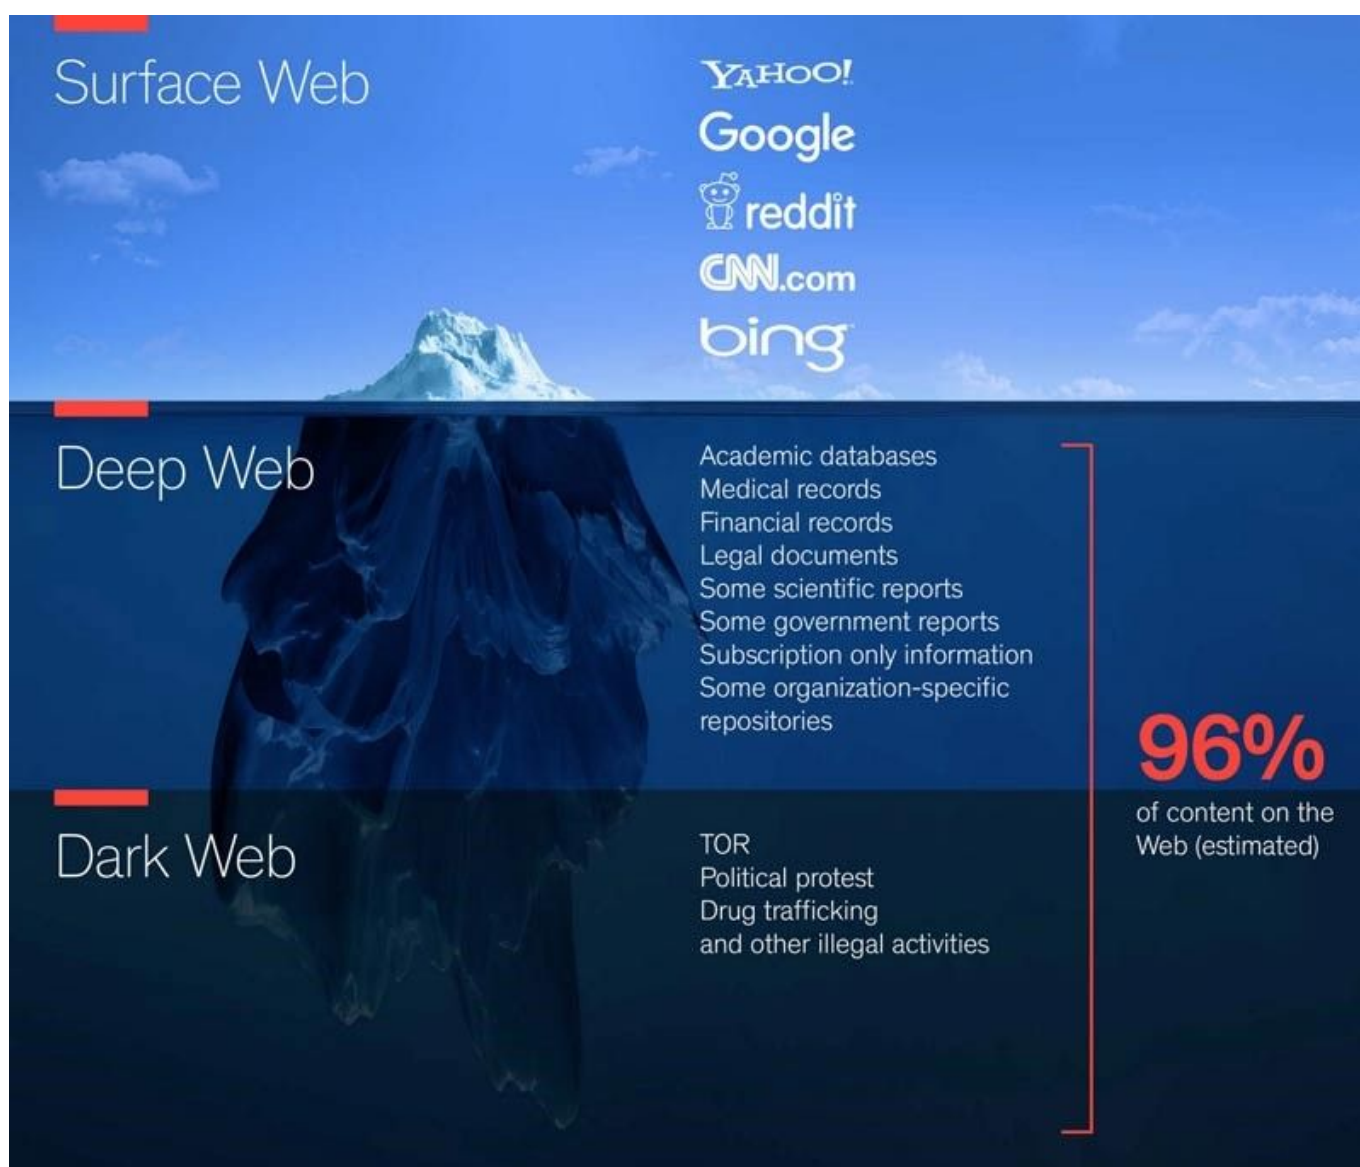 Surface Web
YAHOO!
Google
reddit
CNN.com
bing
Deep Web
Academic databases
Medical records
Financial records
Legal documents
Some scientific reports
Some government reports
Subscription only information
Some organization-specific
repositories
96%
of content on the
Web (estimated)
Dark Web
TOR
Political protest
Drug trafficking
and other illegal activities